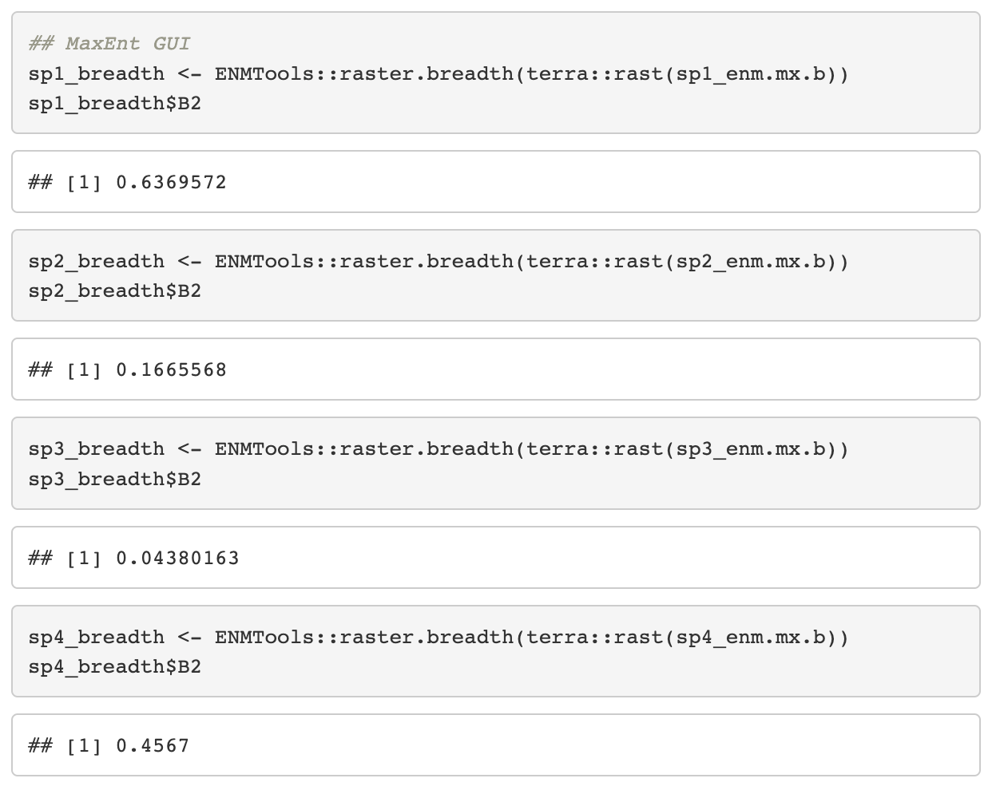 ## MaxEnt GUI
sp1_breadth <- ENMTools::raster.breadth(terra::rast(sp1_enm.mx.b))
sp1_breadth$B2
## [1] 0.6369572
sp2_breadth <- ENMTools::raster.breadth(terra::rast(sp2_enm.mx.b))
sp2_breadth$B2
## [1] 0.1665568
sp3_breadth <- ENMTools::raster.breadth(terra::rast(sp3_enm.mx.b))
sp3_breadth$B2
## [1] 0.04380163
sp4_breadth <- ENMTools::raster.breadth(terra::rast(sp4_enm.mx.b))
sp4_breadth$B2
## [1] 0.4567